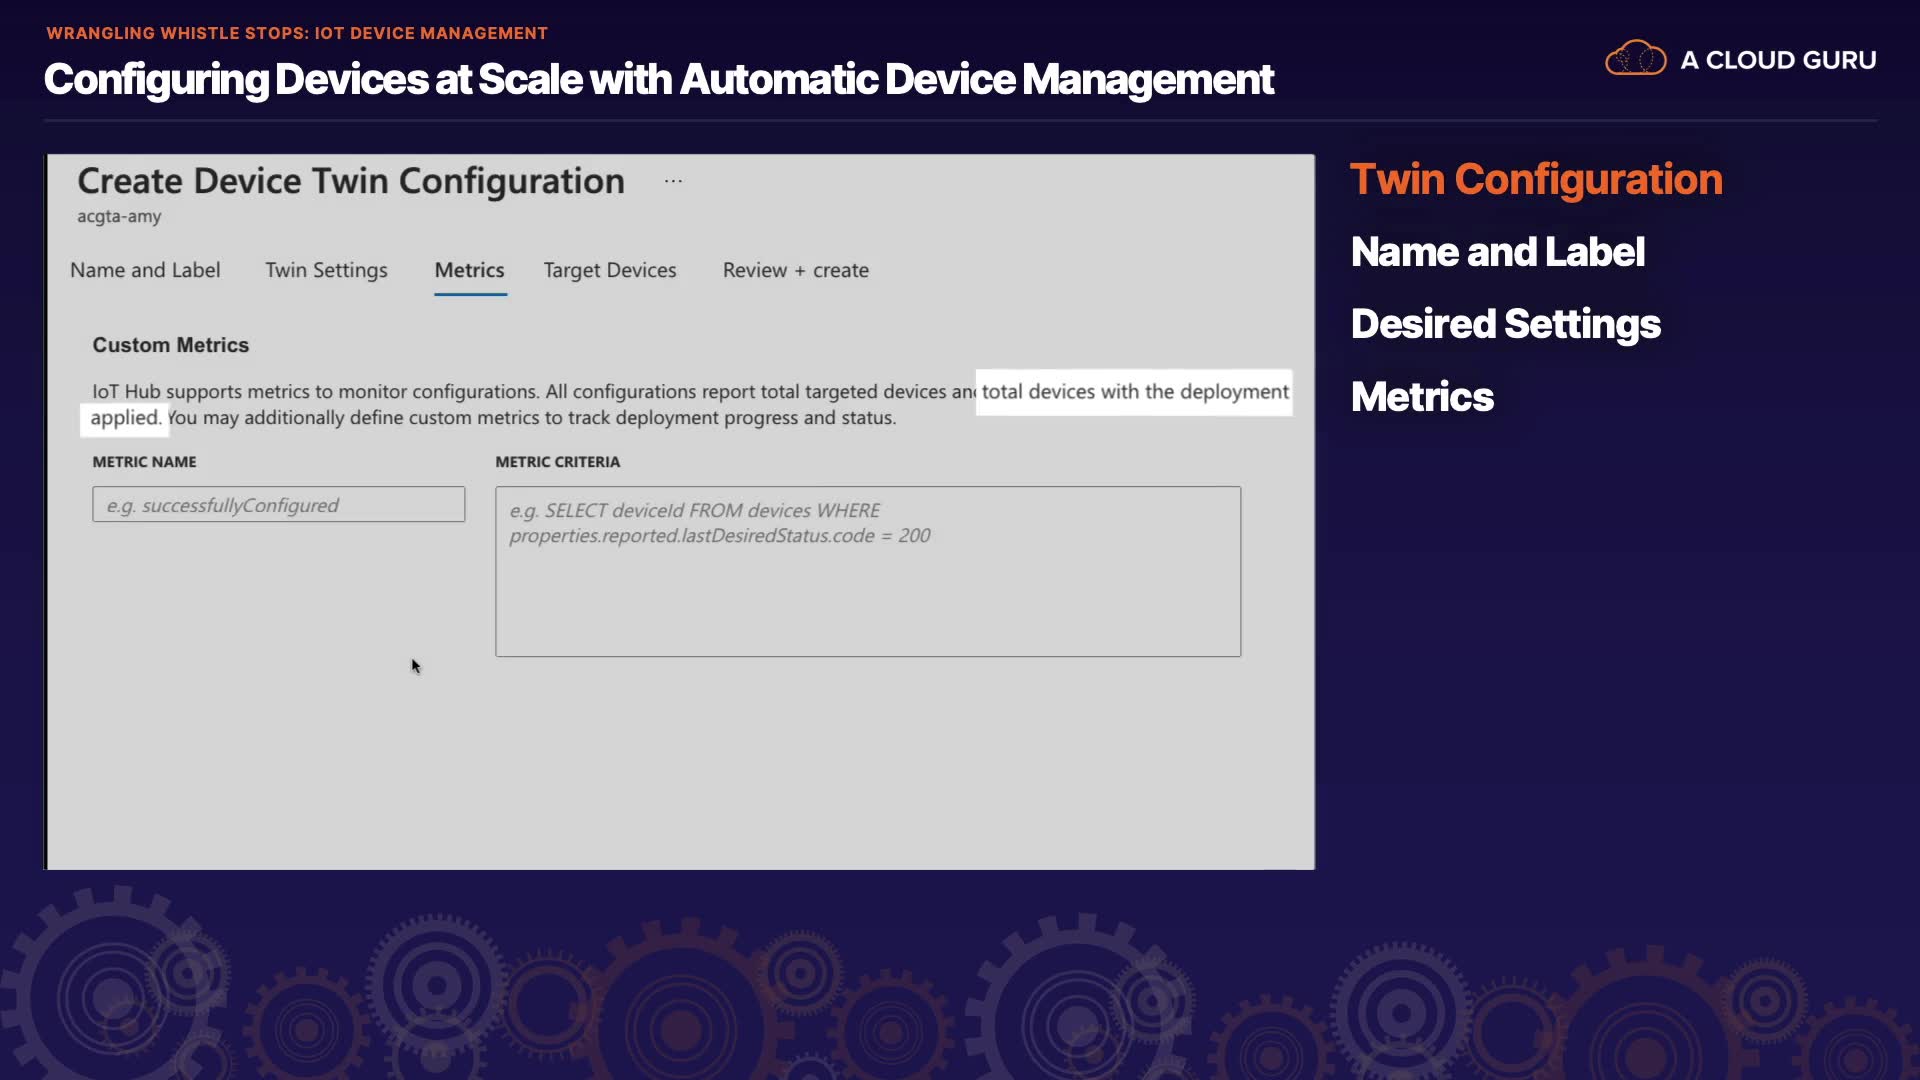 WRANGLING WHISTLE STOPS: IOT DEVICE MANAGEMENT
Configuring Devices at Scale with Automatic Device Management
A CLOUD GURU
Create Device Twin Configuration ...
acgta-amy
Name and Label Twin Settings Metrics Target Devices Review + create
Custom Metrics
IoT Hub supports metrics to monitor configurations. All configurations report total targeted devices and total devices with the deployment
applied. You may additionally define custom metrics to track deployment progress and status.
METRIC NAME METRIC CRITERIA
e.g. successfullyConfigured
e.g. SELECT deviceId FROM devices WHERE
properties.reported.lastDesiredStatus.code = 200
Twin Configuration
Name and Label
Desired Settings
Metrics